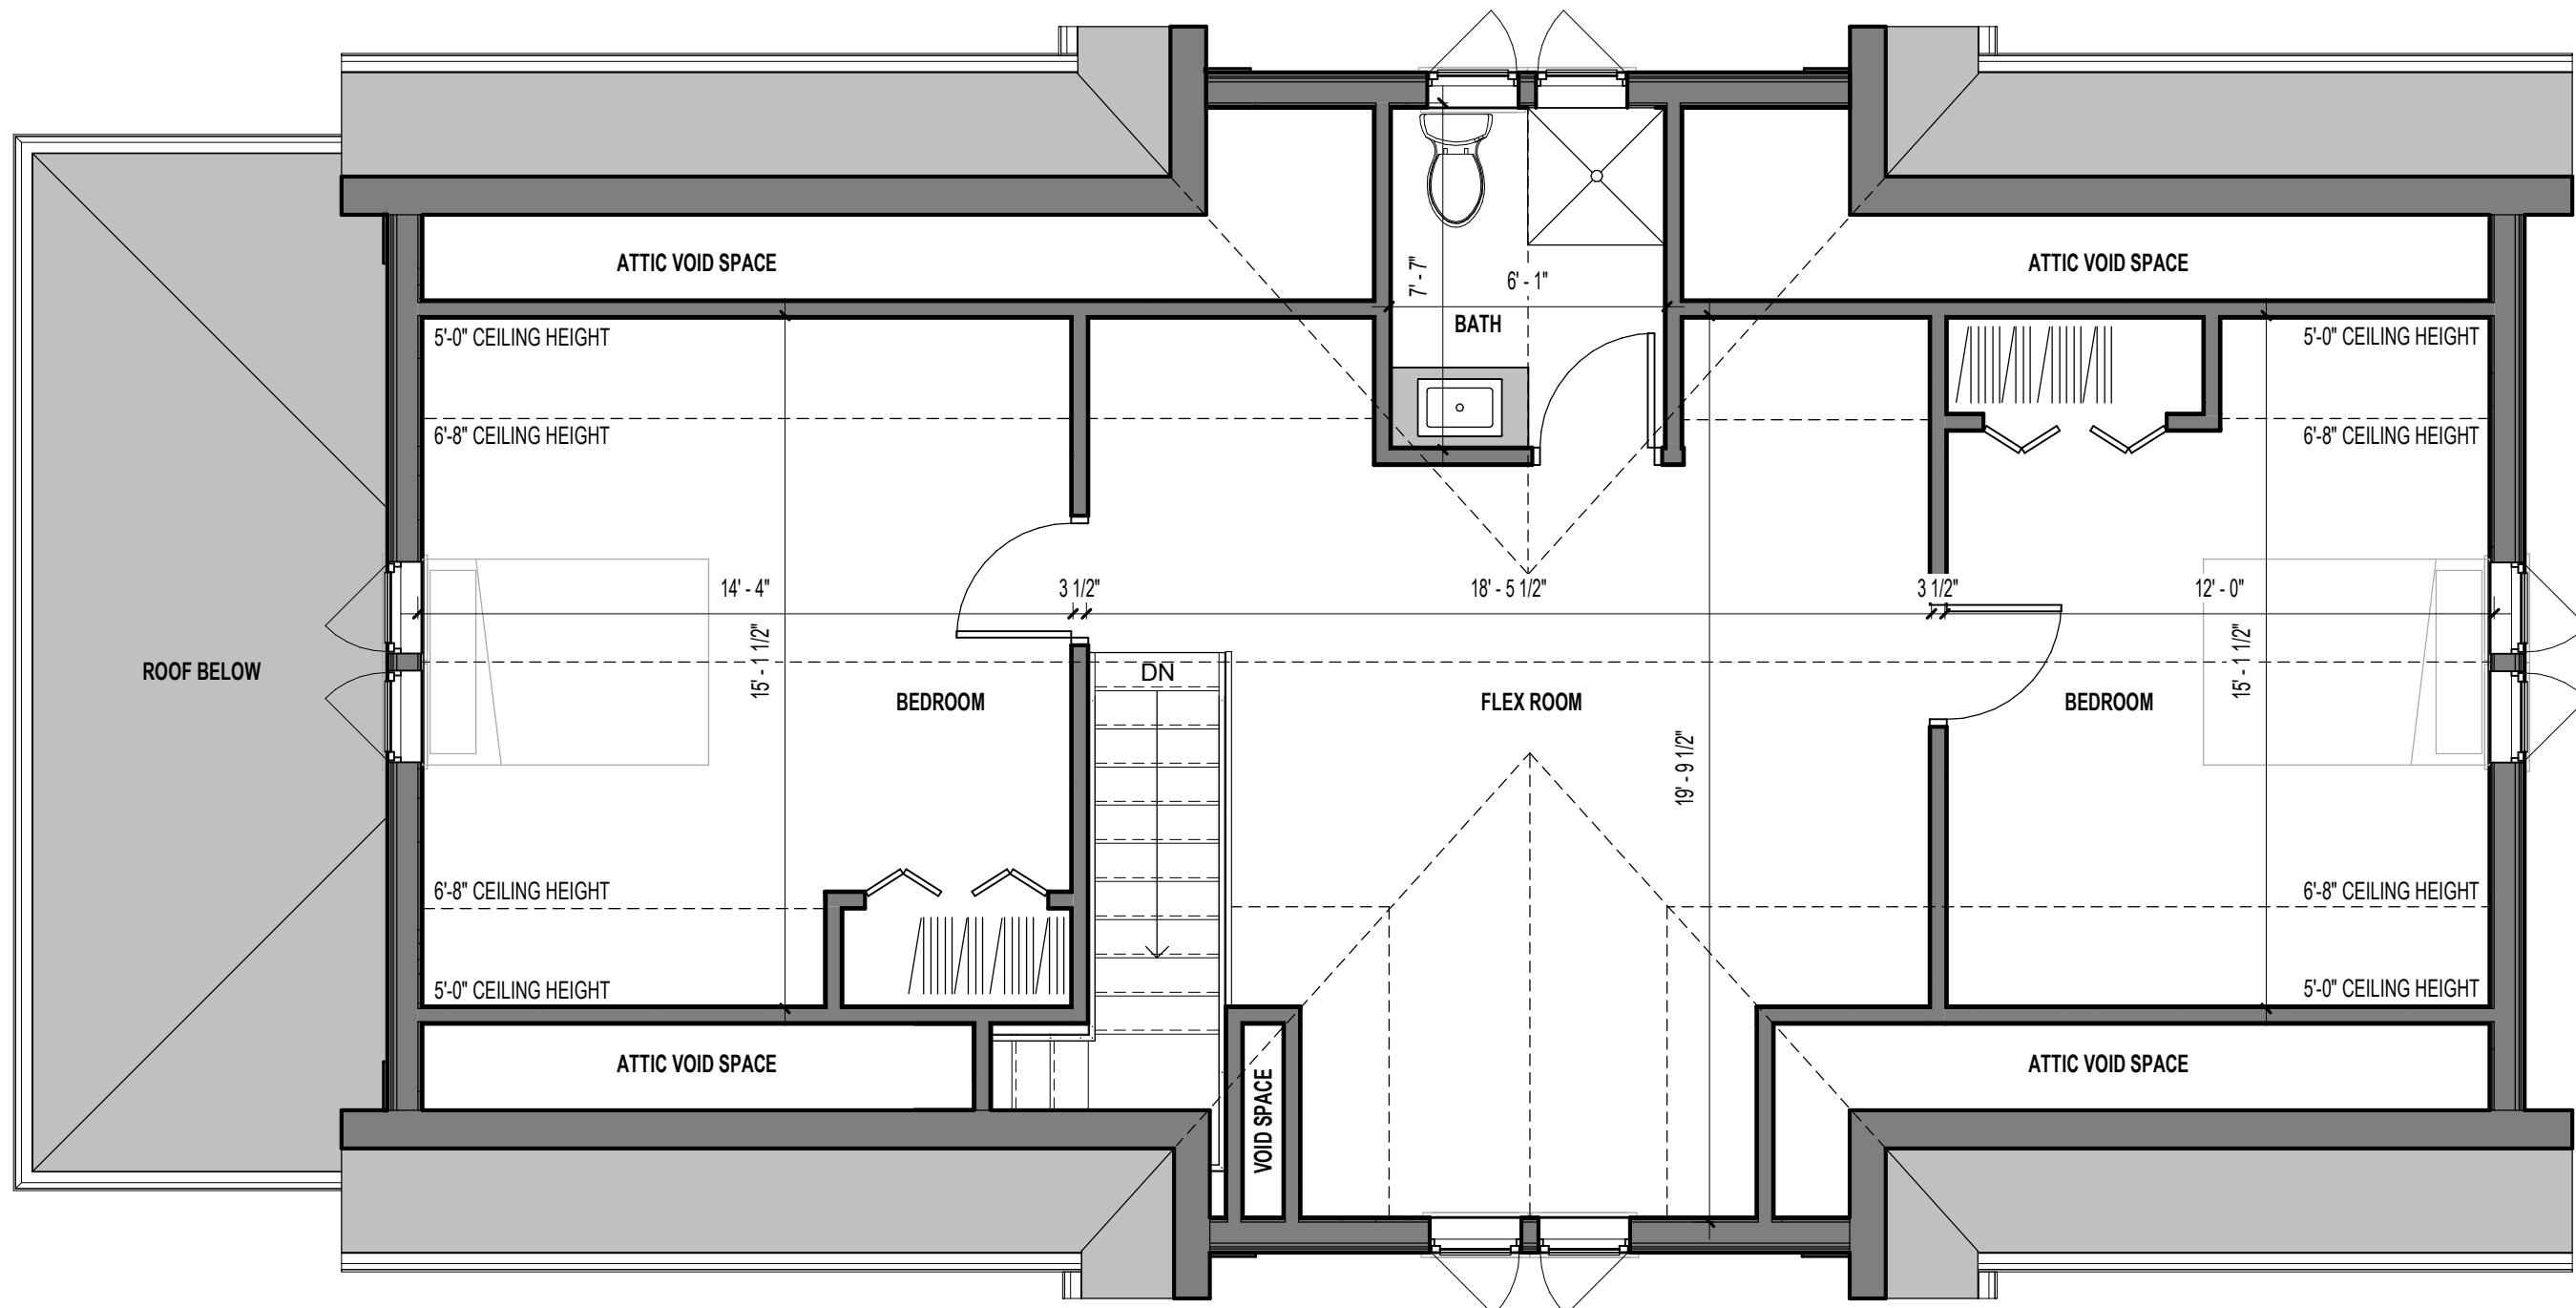 ATTIC VOID SPACE
ATTIC VOID SPACE
7' - 7"
6' - 1"
BATH
5'-0" CEILING HEIGHT
5'-0" CEILING HEIGHT
6'-8" CEILING HEIGHT
6'-8" CEILING HEIGHT
14' - 4"
3 1/2"
18' - 5 1/2"
3 1/2"
12' - 0"
15' - 1 1/2"
15' - 1 1/2"
ROOF BELOW
DN
BEDROOM
FLEX ROOM
BEDROOM
19' - 9 1/2"
6'-8" CEILING HEIGHT
6'-8" CEILING HEIGHT
5'-0" CEILING HEIGHT
5'-0" CEILING HEIGHT
ATTIC VOID SPACE
VOID SPACE
ATTIC VOID SPACE